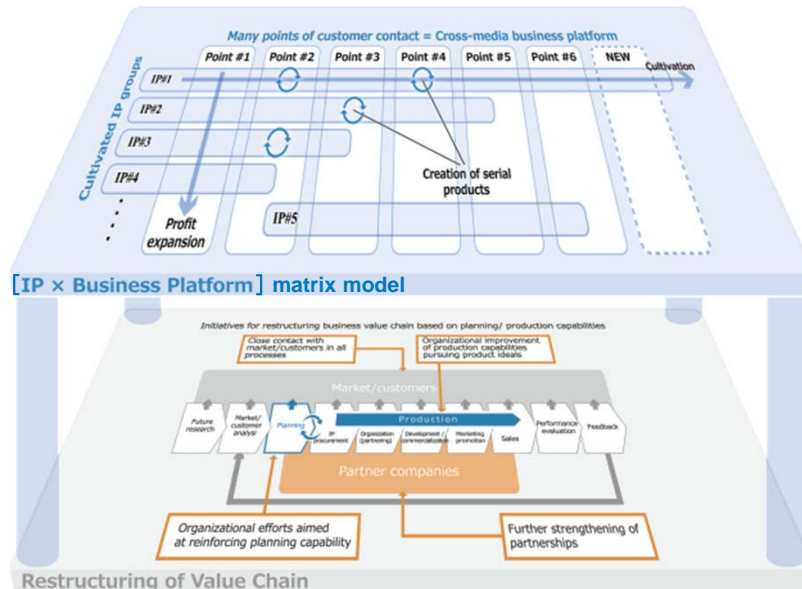 Many points of customer contact = Cross-media business platform
Point #1 Point #2 Point #3 Point #4 Point #5 Point #6 NEW
Cultivated IP groups
IP#1
Cultivation
IP#2
IP#3
IP#4
Creation of serial
products
IP#5
Profit
expansion
[IP × Business Platform] matrix model
Initiatives for restructuring business value chain based on planning/ production capabilities
Close contact with
market/customers in all
processes
Organizational improvement
of production capabilities
pursuing product ideals
Market/customers
Future
research
Market/
customer
analysi
Planning
Production
IP
procurement
Organization
(partnering)
Development /
commercialization
Marketing
promotion
Sales
Performance
evaluation
Feedback
Partner companies
Organizational efforts aimed
at reinforcing planning capability
Further strengthening of
partnerships
Restructuring of Value Chain